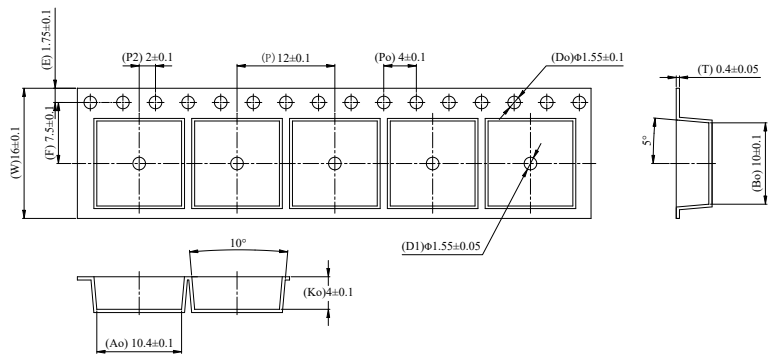 (E) 1.75±0.1
(P2) 2±0.1
(P) 12±0.1
(Po) 4±0.1
(Do)Φ1.55±0.1
(T) 0.4±0.05
(W)16±0.1
(F) 7.5±0.1
5°
(Bo) 10±0.1
(D1)Φ1.55±0.05
10°
(Ko)4±0.1
(Ao) 10.4±0.1